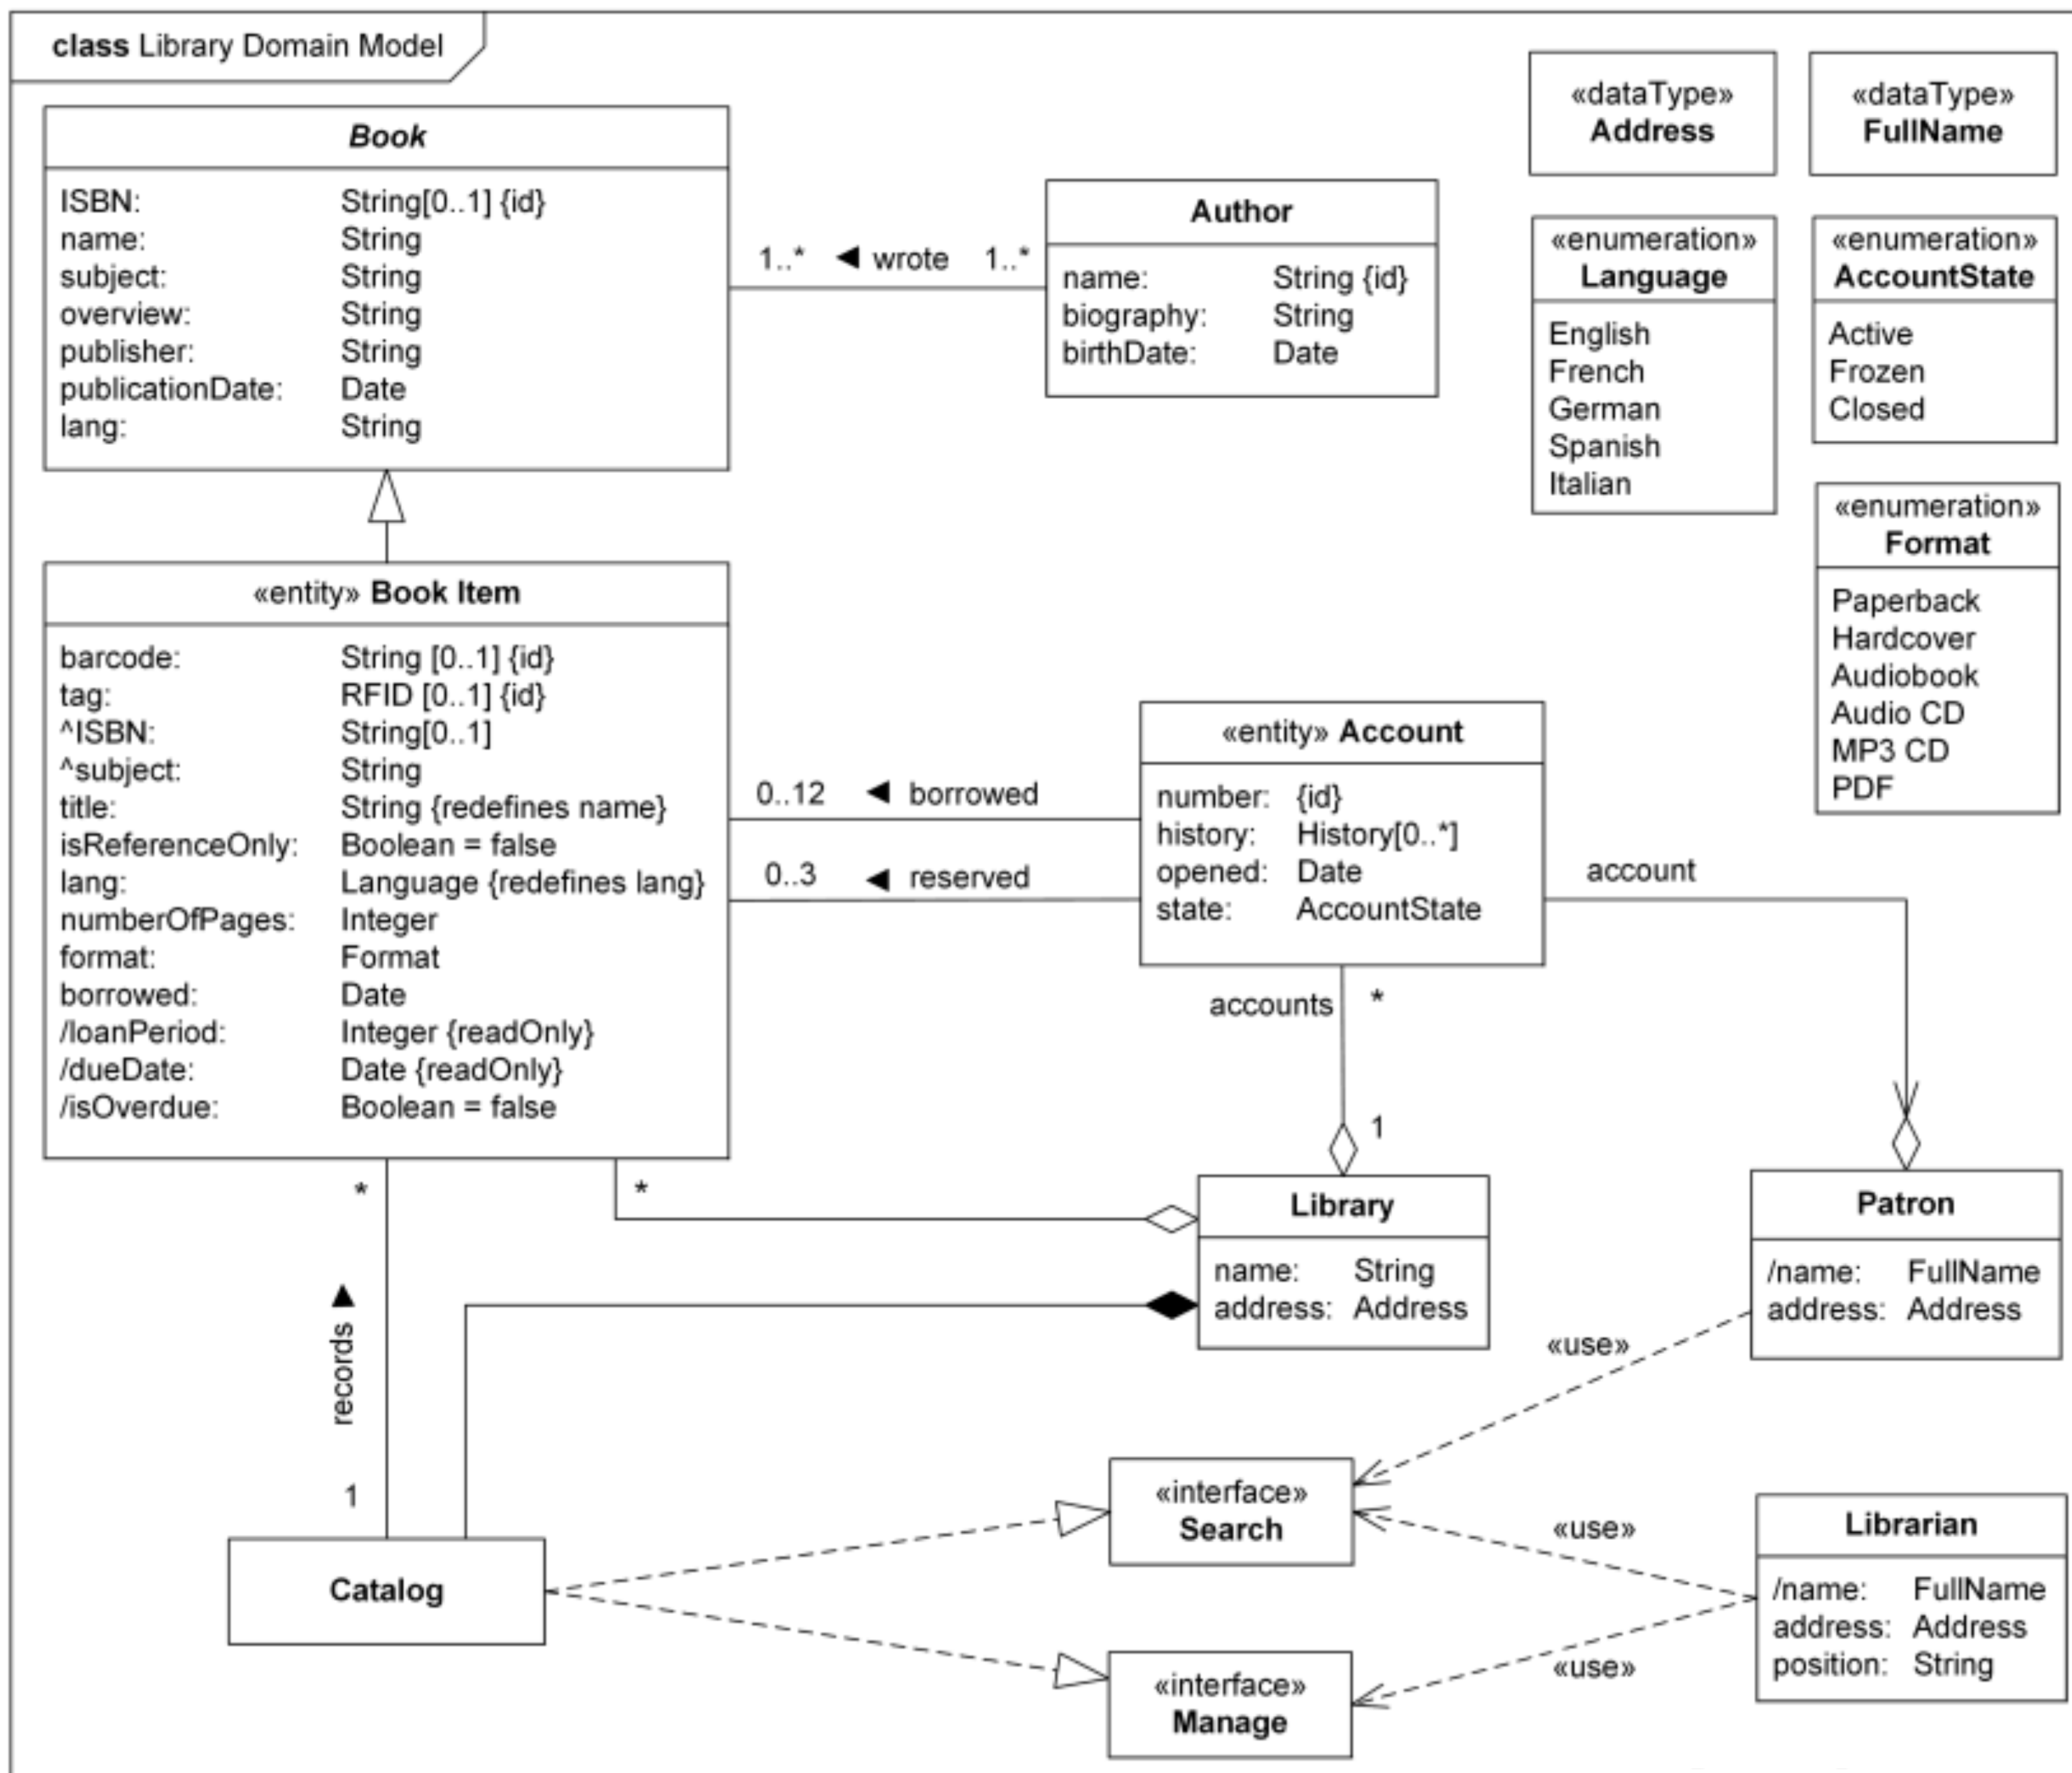 class Library Domain Model
Book
ISBN: String[0..1] {id}
name: String
subject: String
overview: String
publisher: String
publicationDate: Date
lang: String
1..* ◄ wrote 1..*
Author
name: String {id}
biography: String
birthDate: Date
«dataType»
Address
«dataType»
FullName
«enumeration»
Language
English
French
German
Spanish
Italian
«enumeration»
AccountState
Active
Frozen
Closed
«enumeration»
Format
Paperback
Hardcover
Audiobook
Audio CD
MP3 CD
PDF
«entity» Book Item
barcode: String [0..1] {id}
tag: RFID [0..1] {id}
^ISBN: String[0..1]
^subject: String
title: String {redefines name}
isReferenceOnly: Boolean = false
lang: Language {redefines lang}
numberOfPages: Integer
format: Format
borrowed: Date
/loanPeriod: Integer {readOnly}
/dueDate: Date {readOnly}
/isOverdue: Boolean = false
0..12 ◄ borrowed
0..3 ◄ reserved
«entity» Account
number: {id}
history: History[0..*]
opened: Date
state: AccountState
account
accounts *
1
* *
Library
name: String
address: Address
Patron
/name: FullName
address: Address
records ►
1
«use»
«interface»
Search
«use»
Librarian
/name: FullName
address: Address
position: String
Catalog
«use»
«interface»
Manage